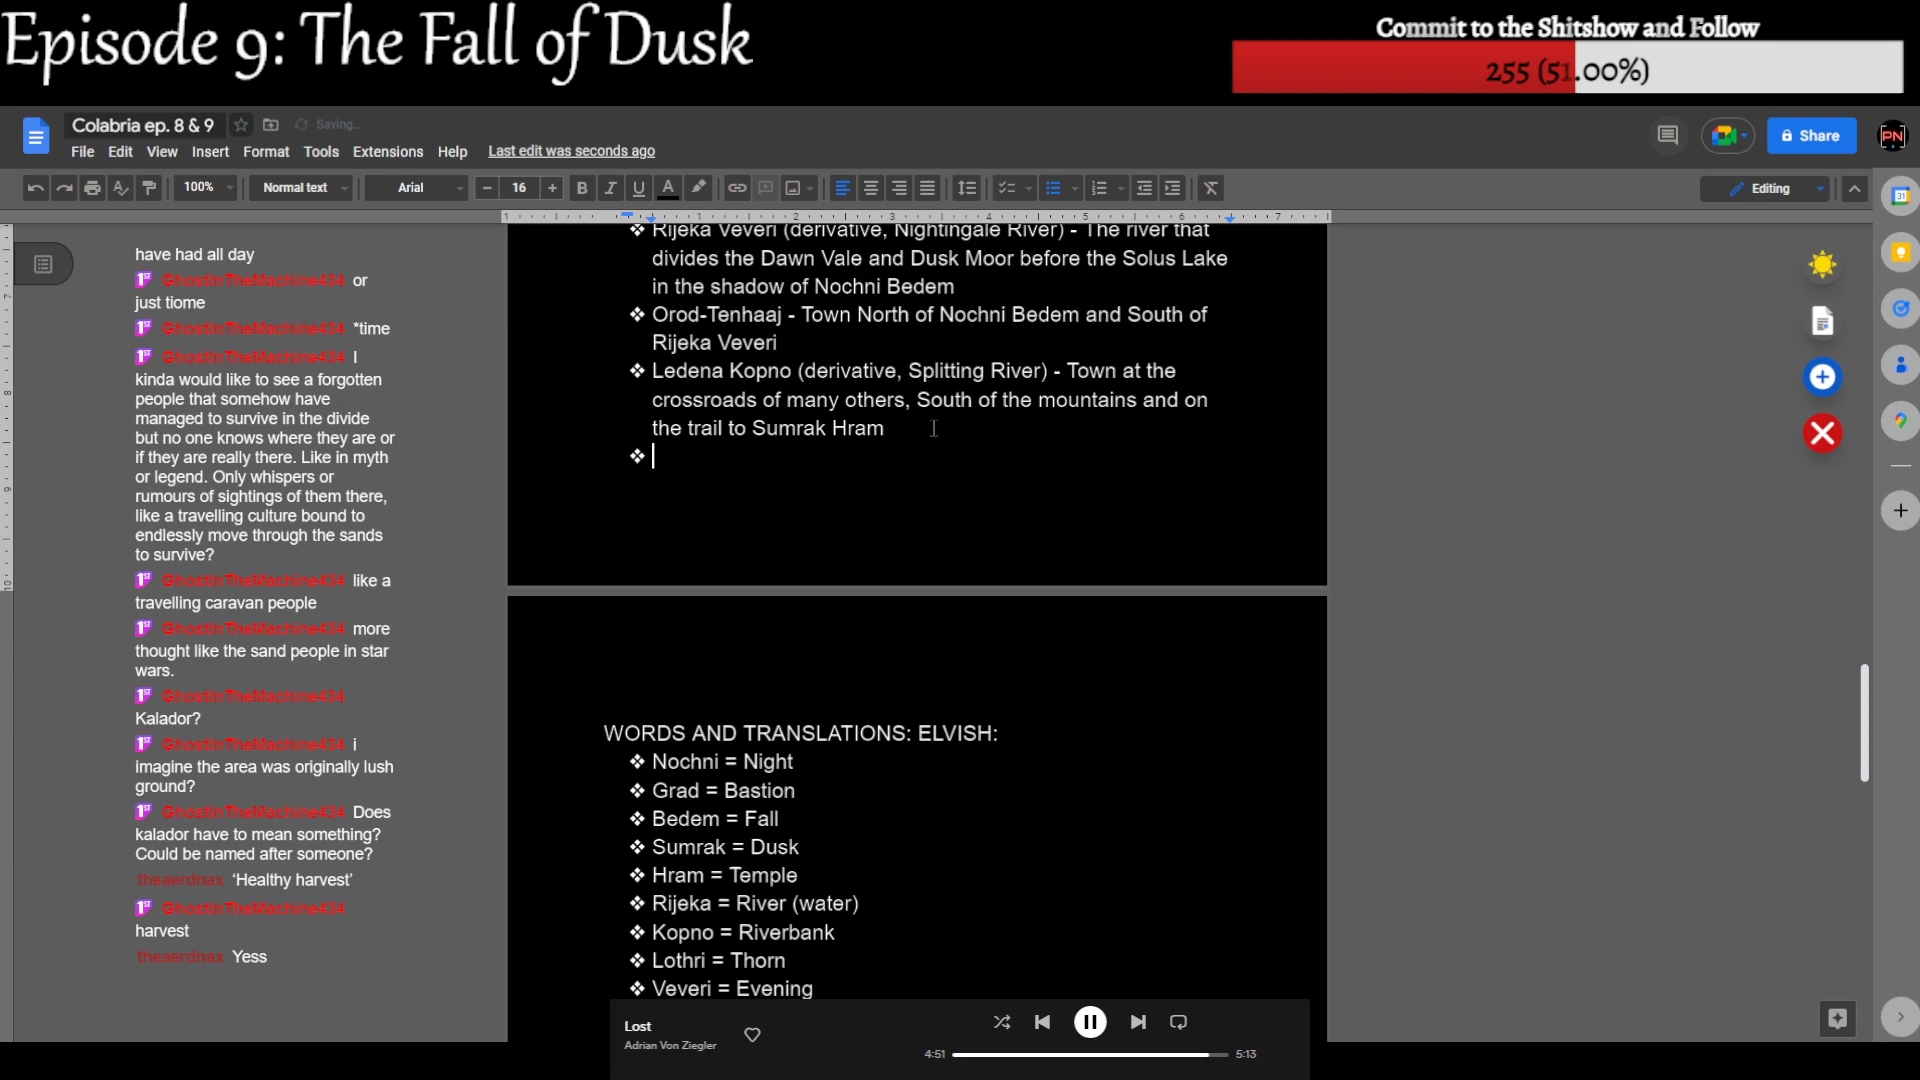 Episode 9: The Fall of Dusk
Commit to the Shitshow and Follow
255 (51.00%)
Colabria ep. 8 & 9
Saving...
File Edit View Insert Format Tools Extensions Help Last edit was seconds ago
Share
PN
100% Normal text Arial 16
Editing
have had all day
1ST GhostInTheMachine434 or
just tiome
1ST GhostInTheMachine434 *time
1ST GhostInTheMachine434 I
kinda would like to see a forgotten
people that somehow have
managed to survive in the divide
but no one knows where they are or
if they are really there. Like in myth
or legend. Only whispers or
rumours of sightings of them there,
like a travelling culture bound to
endlessly move through the sands
to survive?
1ST GhostInTheMachine434 like a
travelling caravan people
1ST GhostInTheMachine434 more
thought like the sand people in star
wars.
1ST GhostInTheMachine434
Kalador?
1ST GhostInTheMachine434 i
imagine the area was originally lush
ground?
1ST GhostInTheMachine434 Does
kalador have to mean something?
Could be named after someone?
theaerdnax 'Healthy harvest'
1ST GhostInTheMachine434
harvest
theaerdnax Yess
❖ Rijeka Veveri (derivative, Nightingale River) - The river that
divides the Dawn Vale and Dusk Moor before the Solus Lake
in the shadow of Nochni Bedem
❖ Orod-Tenhaaj - Town North of Nochni Bedem and South of
Rijeka Veveri
❖ Ledena Kopno (derivative, Splitting River) - Town at the
crossroads of many others, South of the mountains and on
the trail to Sumrak Hram
❖
WORDS AND TRANSLATIONS: ELVISH:
❖ Nochni = Night
❖ Grad = Bastion
❖ Bedem = Fall
❖ Sumrak = Dusk
❖ Hram = Temple
❖ Rijeka = River (water)
❖ Kopno = Riverbank
❖ Lothri = Thorn
❖ Veveri = Evening
Lost
Adrian Von Ziegler
4:51
5:13